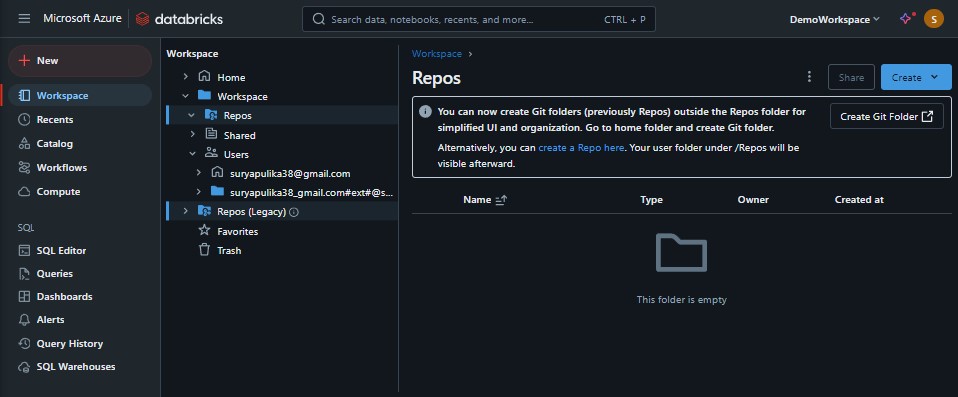 Microsoft Azure databricks Search data, notebooks, recents, and more... CTRL + P DemoWorkspace S
New
Workspace
Recents
Catalog
Workflows
Compute
SQL
SQL Editor
Queries
Dashboards
Alerts
Query History
SQL Warehouses
Workspace
Home
Workspace
Repos
Shared
Users
suryapulika38@gmail.com
suryapulika38_gmail.com#ext#@s...
Repos (Legacy)
Favorites
Trash
Workspace >
Repos
Share
Create
You can now create Git folders (previously Repos) outside the Repos folder for
simplified UI and organization. Go to home folder and create Git folder.
Alternatively, you can create a Repo here. Your user folder under /Repos will be
visible afterward.
Create Git Folder
Name Type Owner Created at
This folder is empty